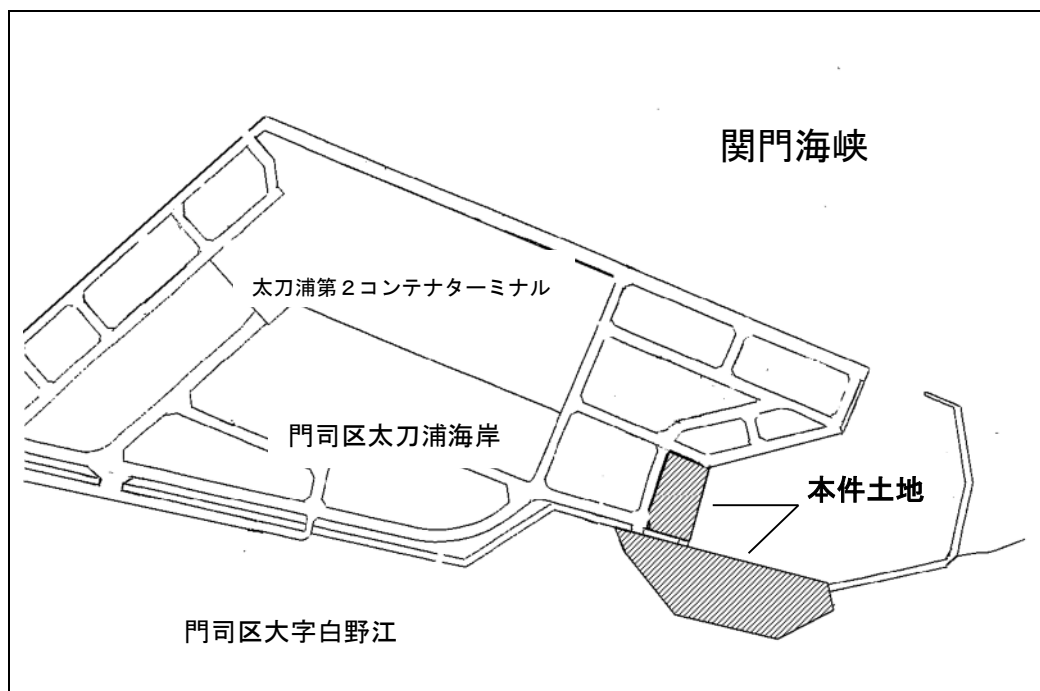 関門海峡
太刀浦第２コンテナターミナル
門司区太刀浦海岸
本件土地
門司区大字白野江